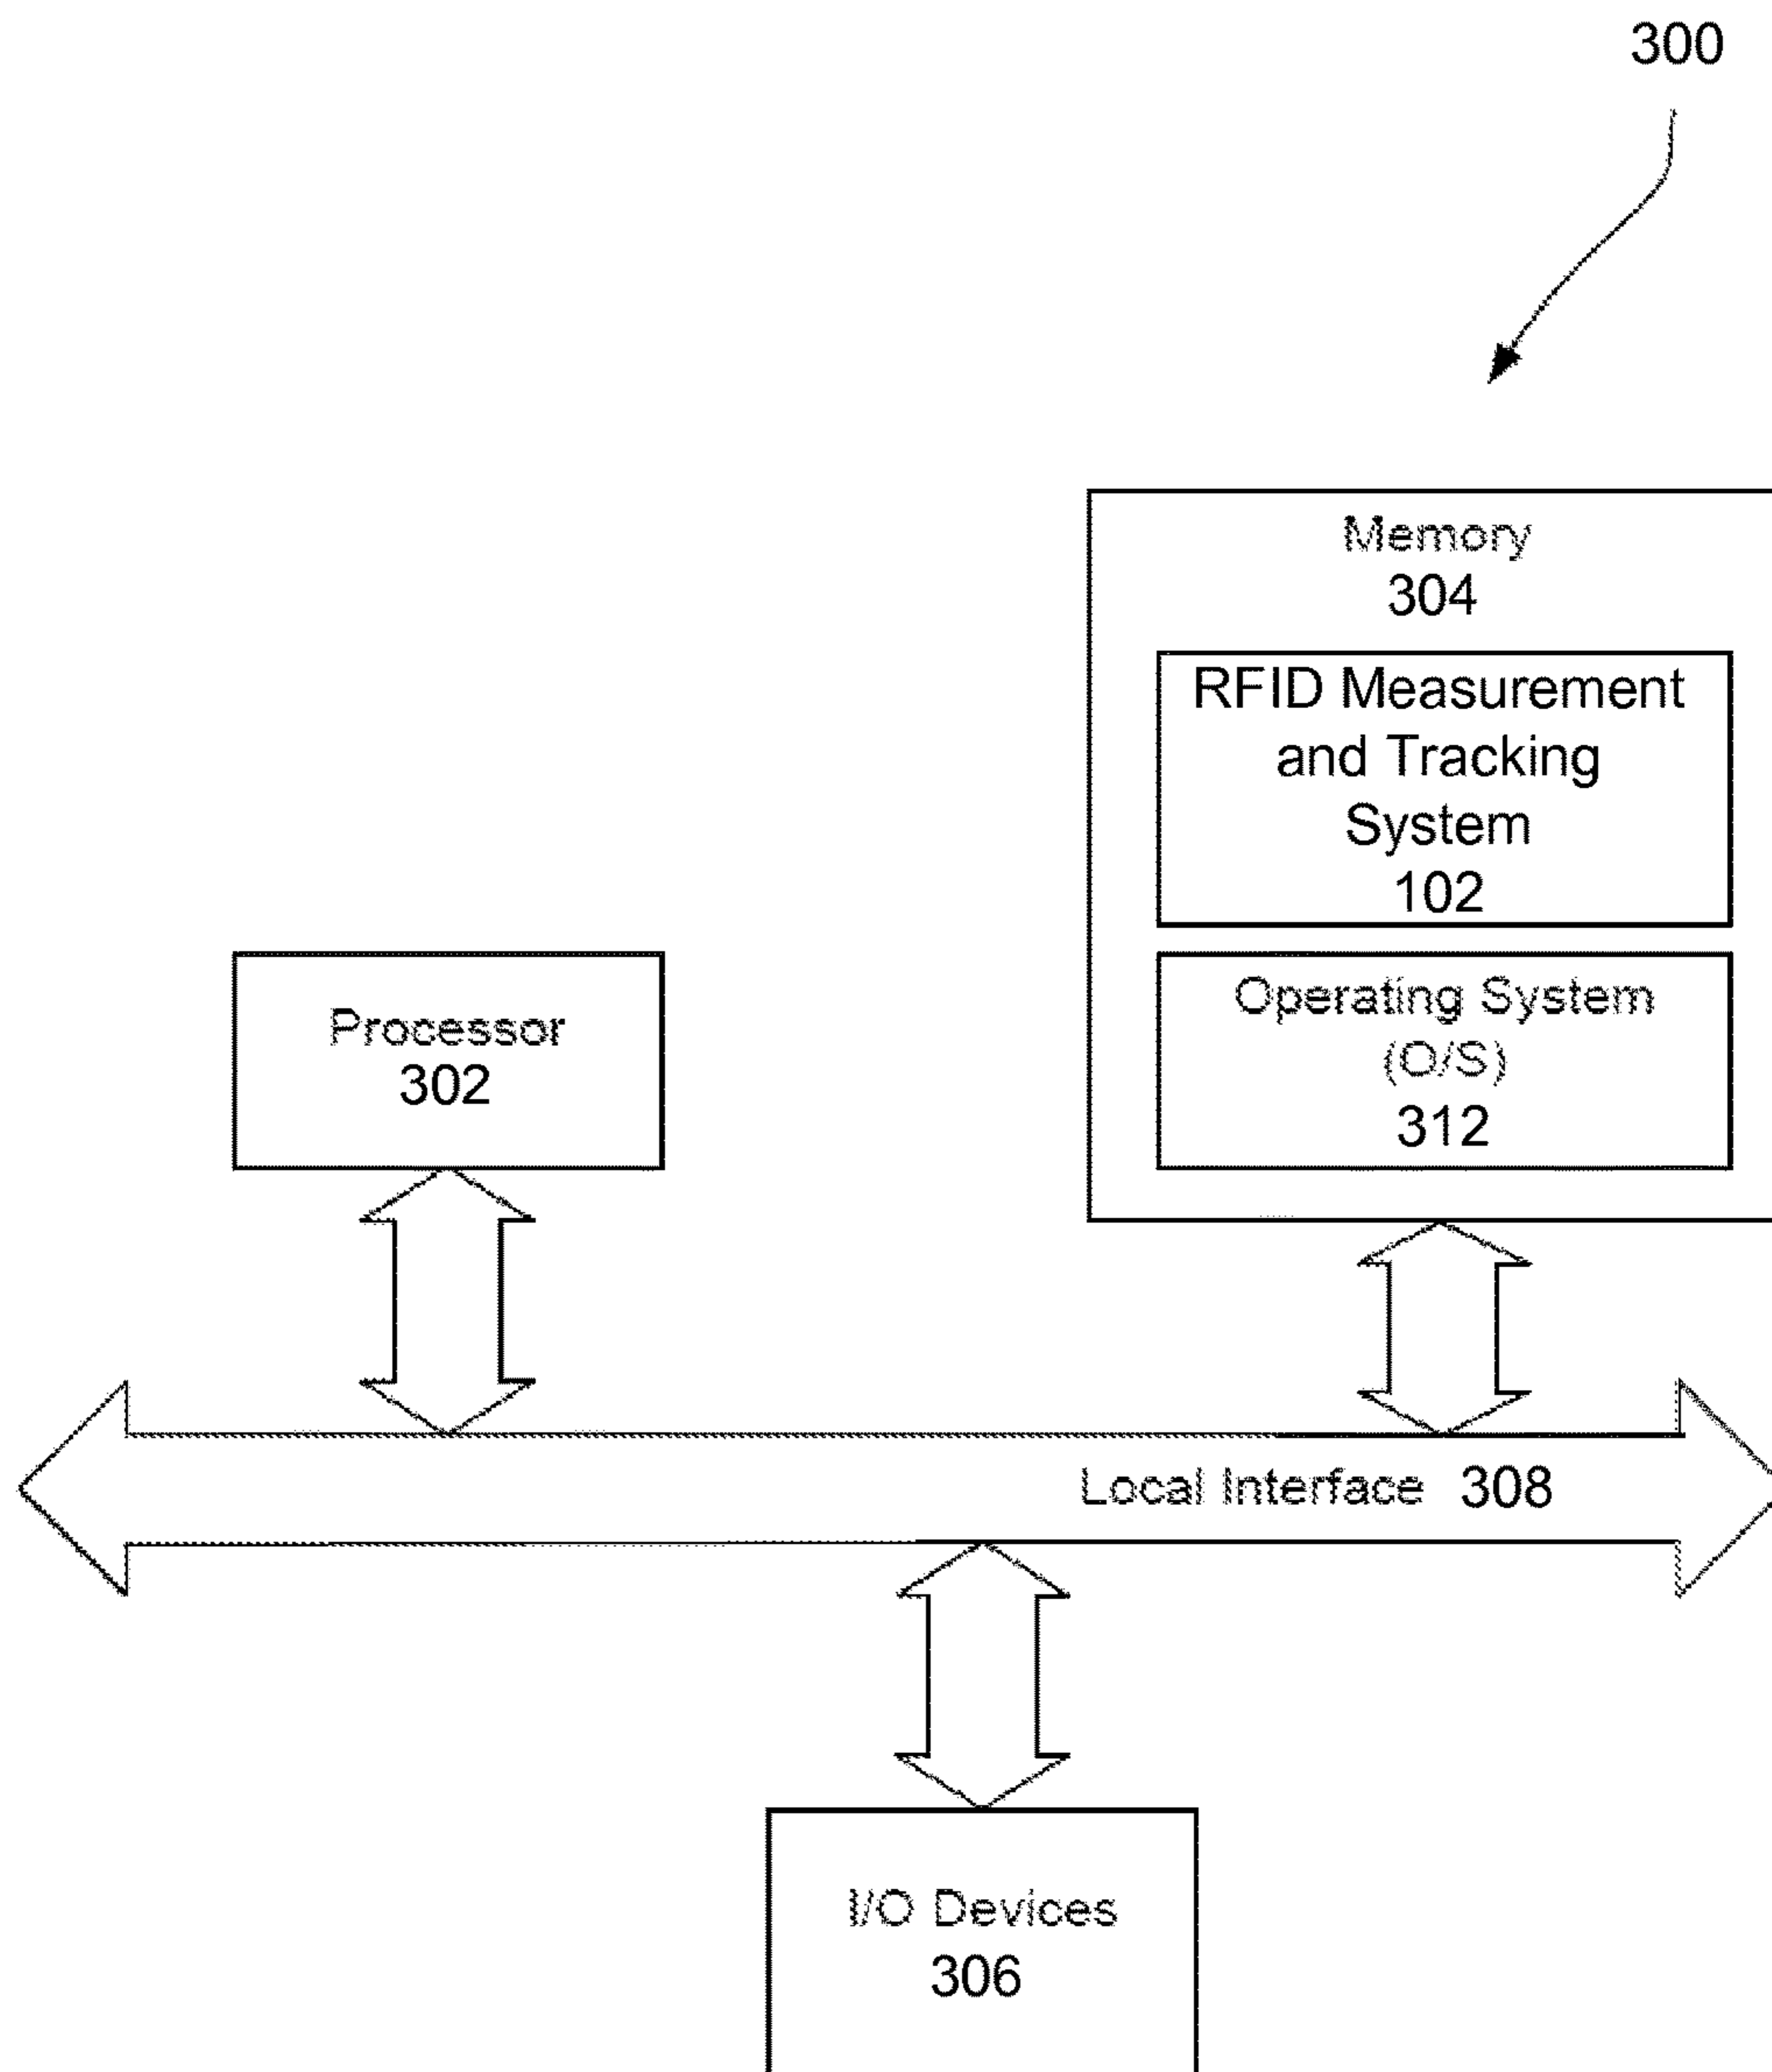 300
Memory
304
RFID Measurement
and Tracking
System
102
Operating System
(O/S)
312
Processor
302
Local Interface 308
I/O Devices
306